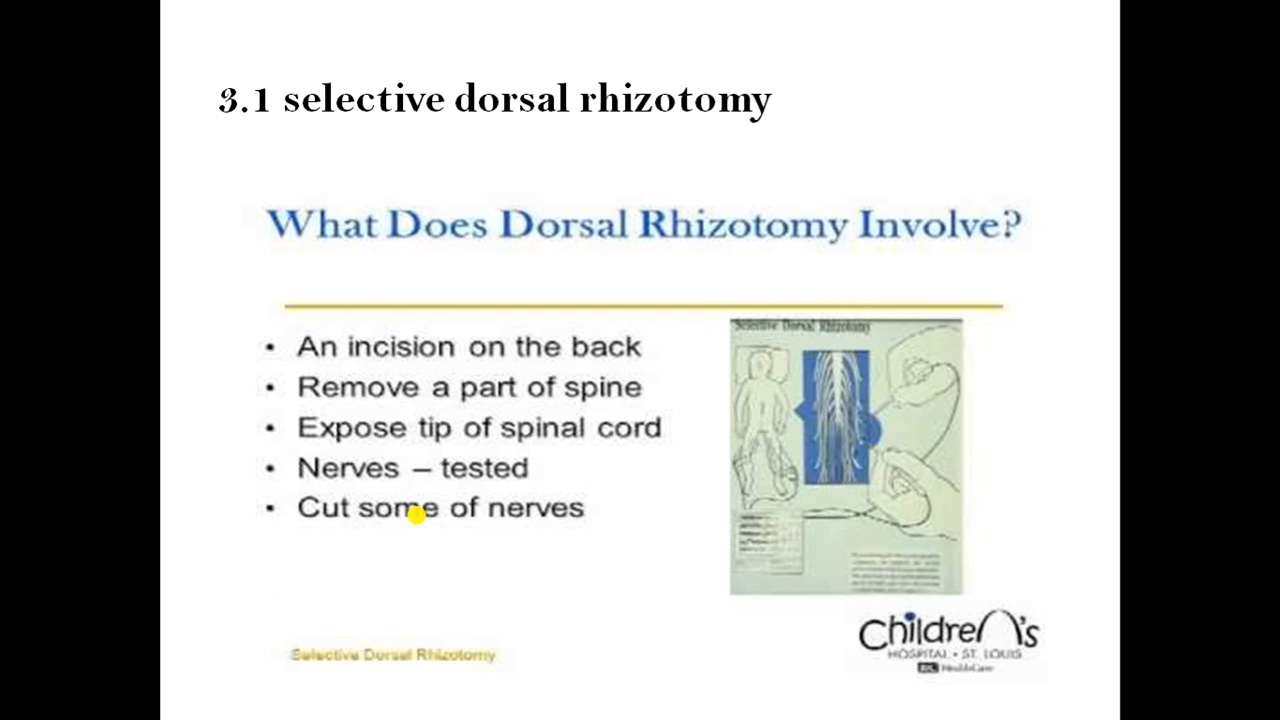 3.1 selective dorsal rhizotomy
What Does Dorsal Rhizotomy Involve?
• An incision on the back
• Remove a part of spine
• Expose tip of spinal cord
• Nerves – tested
• Cut some of nerves
Selective Dorsal Rhizotomy
Selective Dorsal Rhizotomy
Children's
HOSPITAL • ST. LOUIS
BJC HealthCare